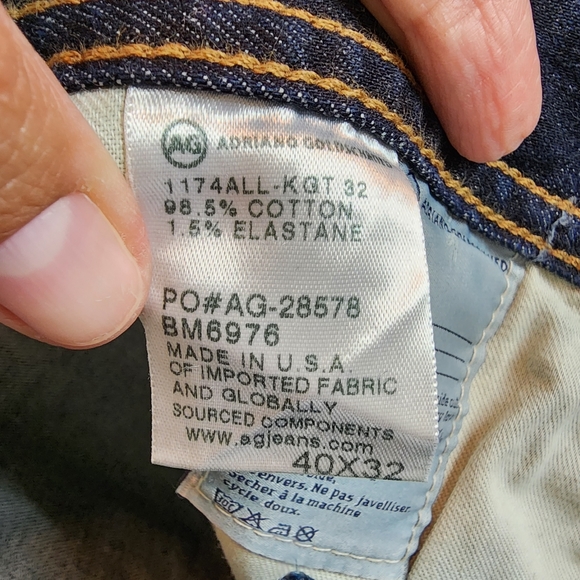 AG ADRIANO GOLDSCHMIED
1174ALL-KGT 32
98.5% COTTON
1.5% ELASTANE
PO#AG-28578
BM6976
MADE IN U.S.A.
OF IMPORTED FABRIC
AND GLOBALLY
SOURCED COMPONENTS
www.agjeans.com
40X32
envers. Ne pas javelliser
sécher à la machine
cycle doux.